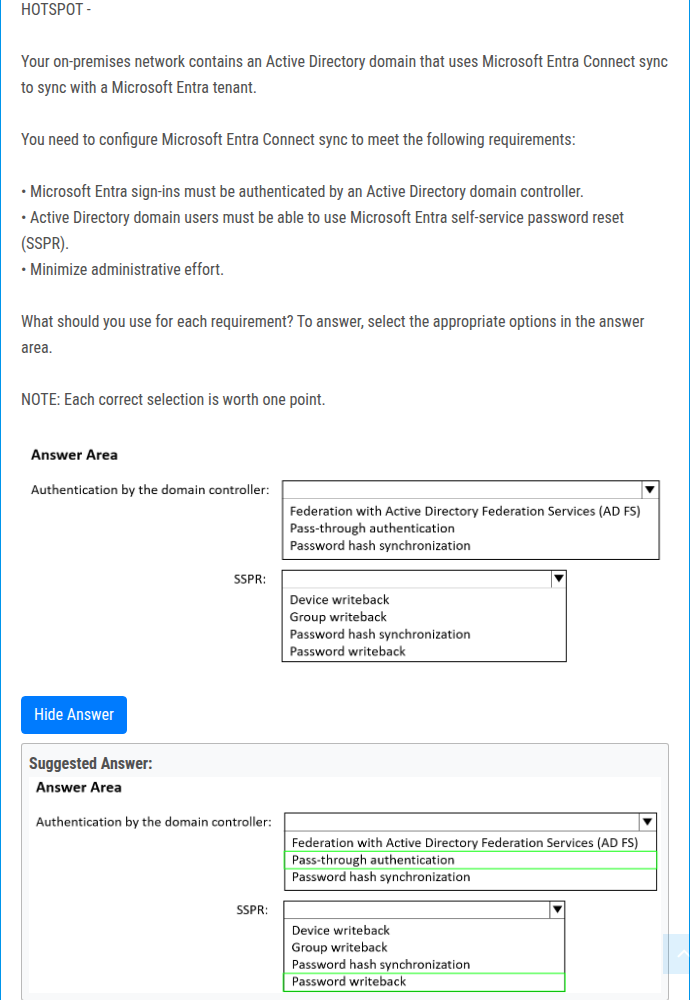 HOTSPOT -
Your on-premises network contains an Active Directory domain that uses Microsoft Entra Connect sync
to sync with a Microsoft Entra tenant.
You need to configure Microsoft Entra Connect sync to meet the following requirements:
• Microsoft Entra sign-ins must be authenticated by an Active Directory domain controller.
• Active Directory domain users must be able to use Microsoft Entra self-service password reset
(SSPR).
• Minimize administrative effort.
What should you use for each requirement? To answer, select the appropriate options in the answer
area.
NOTE: Each correct selection is worth one point.
Answer Area
Authentication by the domain controller:
Federation with Active Directory Federation Services (AD FS)
Pass-through authentication
Password hash synchronization
SSPR:
Device writeback
Group writeback
Password hash synchronization
Password writeback
Hide Answer
Suggested Answer:
Answer Area
Authentication by the domain controller:
Federation with Active Directory Federation Services (AD FS)
Pass-through authentication
Password hash synchronization
SSPR:
Device writeback
Group writeback
Password hash synchronization
Password writeback